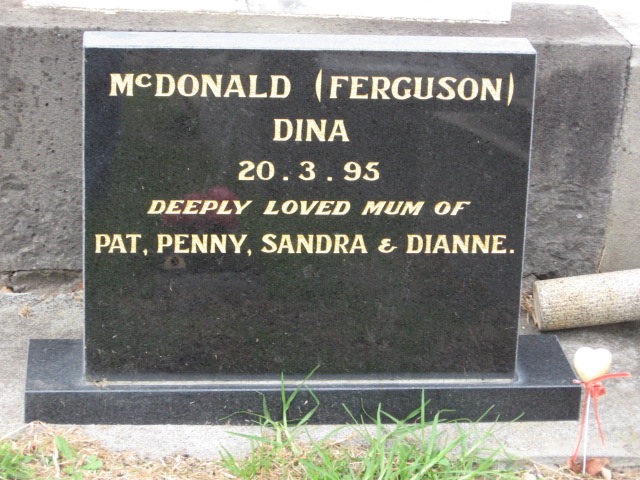 McDONALD (FERGUSON)
DINA
20.3.95
DEEPLY LOVED MUM OF
PAT, PENNY, SANDRA & DIANNE.